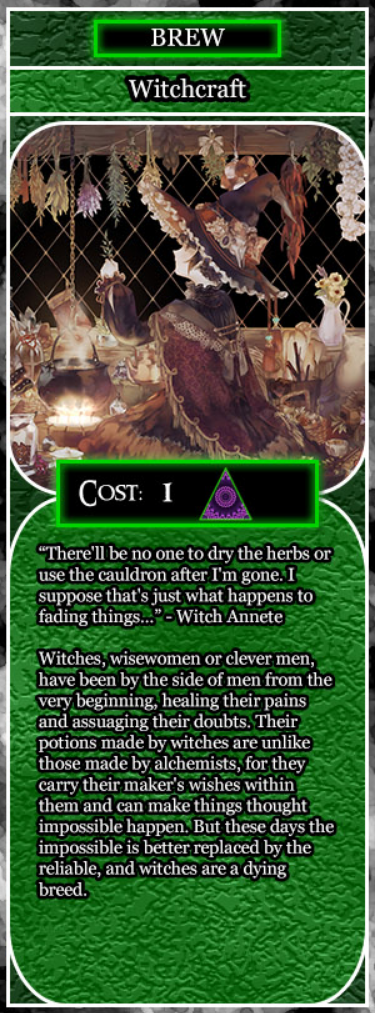 BREW
Witchcraft
Cost: 1
“There'll be no one to dry the herbs or
use the cauldron after I'm gone. I
suppose that's just what happens to
fading things...” - Witch Annete
Witches, wisewomen or clever men,
have been by the side of men from the
very beginning, healing their pains
and assuaging their doubts. Their
potions made by witches are unlike
those made by alchemists, for they
carry their maker's wishes within
them and can make things thought
impossible happen. But these days the
impossible is better replaced by the
reliable, and witches are a dying
breed.